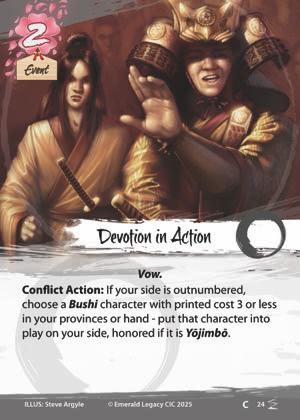 2
Event
Devotion in Action
Vow.
Conflict Action: If your side is outnumbered,
choose a Bushi character with printed cost 3 or less
in your provinces or hand - put that character into
play on your side, honored if it is Yōjimbō.
ILLUS: Steve Argyle © Emerald Legacy CIC 2025 C 24